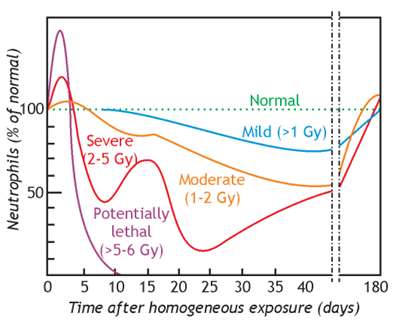 Neutrophils (% of normal)
100
50
0
Normal
Mild (>1 Gy)
Severe
(2-5 Gy)
Moderate
(1-2 Gy)
Potentially
lethal
(>5-6 Gy)
0 5 10 15 20 25 30 35 40 180
Time after homogeneous exposure (days)